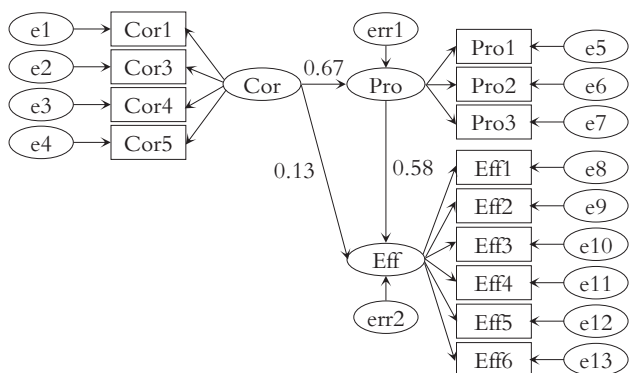 e1
Cor1
e2
Cor3
e3
Cor4
e4
Cor5
Cor
0.67
err1
Pro
Pro1
e5
Pro2
e6
Pro3
e7
0.13
0.58
Eff1
e8
Eff2
e9
Eff
Eff3
e10
Eff4
e11
err2
Eff5
e12
Eff6
e13